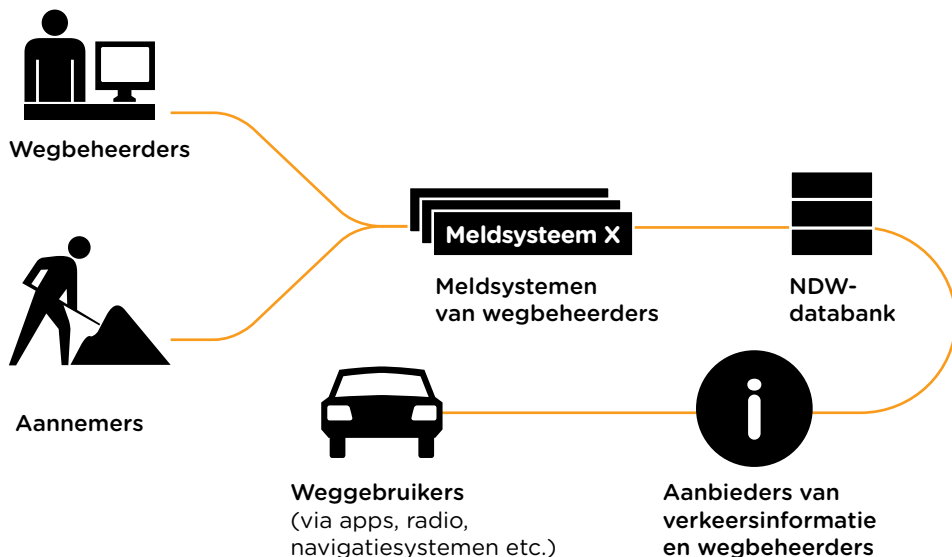 Wegbeheerders
Aannemers
Meldsysteem X
Meldsystemen
van wegbeheerders
NDW-
databank
Weggebruikers
(via apps, radio,
navigatiesystemen etc.)
Aanbieders van
verkeersinformatie
en wegbeheerders